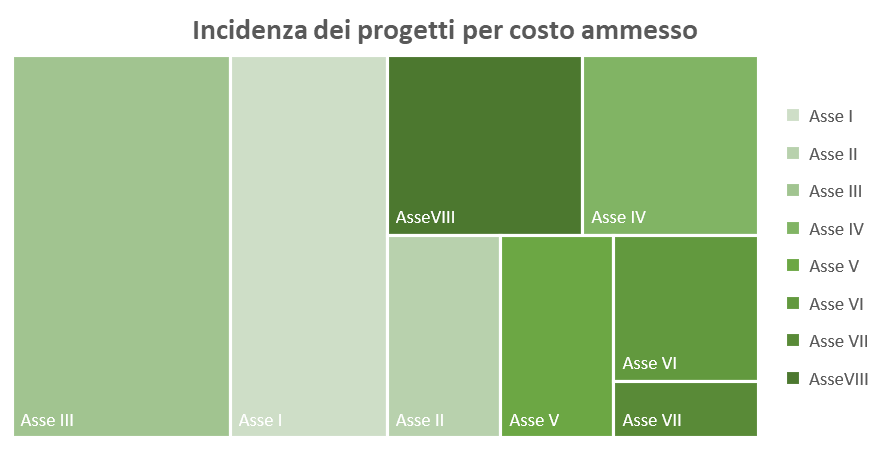 Incidenza dei progetti per costo ammesso
AsseVIII
Asse IV
Asse VI
Asse III
Asse I
Asse II
Asse V
Asse VII
Asse I
Asse II
Asse III
Asse IV
Asse V
Asse VI
Asse VII
AsseVIII